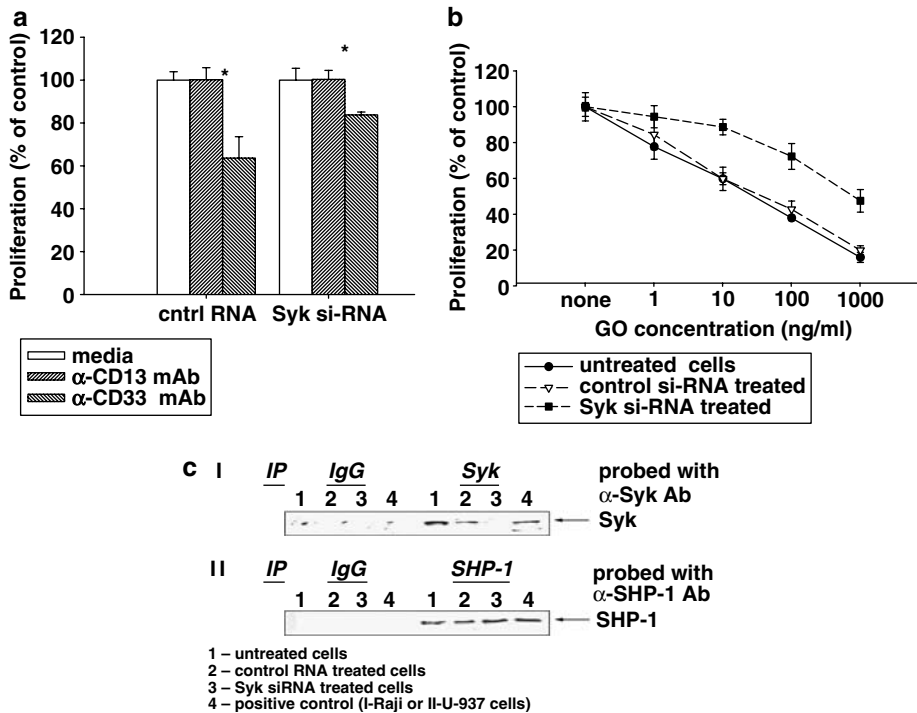 a
Proliferation (% of control)
120
100
80
60
40
20
0
*
*
cntrl RNA
Syk si-RNA
media
α-CD13 mAb
α-CD33 mAb
b
Proliferation (% of control)
120
100
80
60
40
20
0
none 1 10 100 1000
GO concentration (ng/ml)
untreated cells
control si-RNA treated
Syk si-RNA treated
c I IP IgG Syk probed with
1 2 3 4 1 2 3 4 α-Syk Ab
Syk
II IP IgG SHP-1 probed with
1 2 3 4 1 2 3 4 α-SHP-1 Ab
SHP-1
1 – untreated cells
2 – control RNA treated cells
3 – Syk siRNA treated cells
4 – positive control (I-Raji or II-U-937 cells)